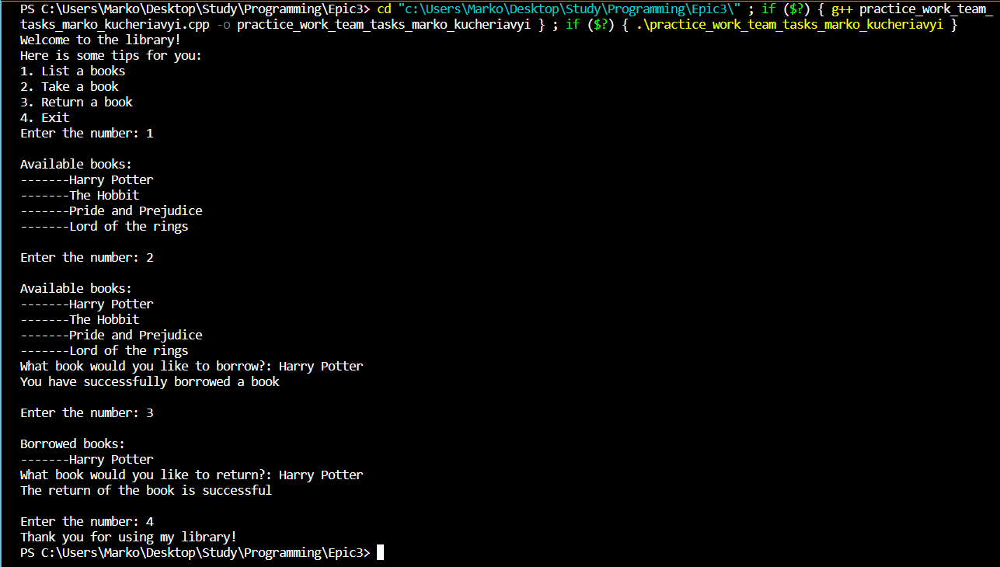 PS C:\Users\Marko\Desktop\Study\Programming\Epic3> cd "c:\Users\Marko\Desktop\Study\Programming\Epic3\" ; if ($?) { g++ practice_work_team_
tasks_marko_kucheriavyi.cpp -o practice_work_team_tasks_marko_kucheriavyi } ; if ($?) { .\practice_work_team_tasks_marko_kucheriavyi }
Welcome to the library!
Here is some tips for you:
1. List a books
2. Take a book
3. Return a book
4. Exit
Enter the number: 1
Available books:
-------Harry Potter
-------The Hobbit
-------Pride and Prejudice
-------Lord of the rings
Enter the number: 2
Available books:
-------Harry Potter
-------The Hobbit
-------Pride and Prejudice
-------Lord of the rings
What book would you like to borrow?: Harry Potter
You have successfully borrowed a book
Enter the number: 3
Borrowed books:
-------Harry Potter
What book would you like to return?: Harry Potter
The return of the book is successful
Enter the number: 4
Thank you for using my library!
PS C:\Users\Marko\Desktop\Study\Programming\Epic3>